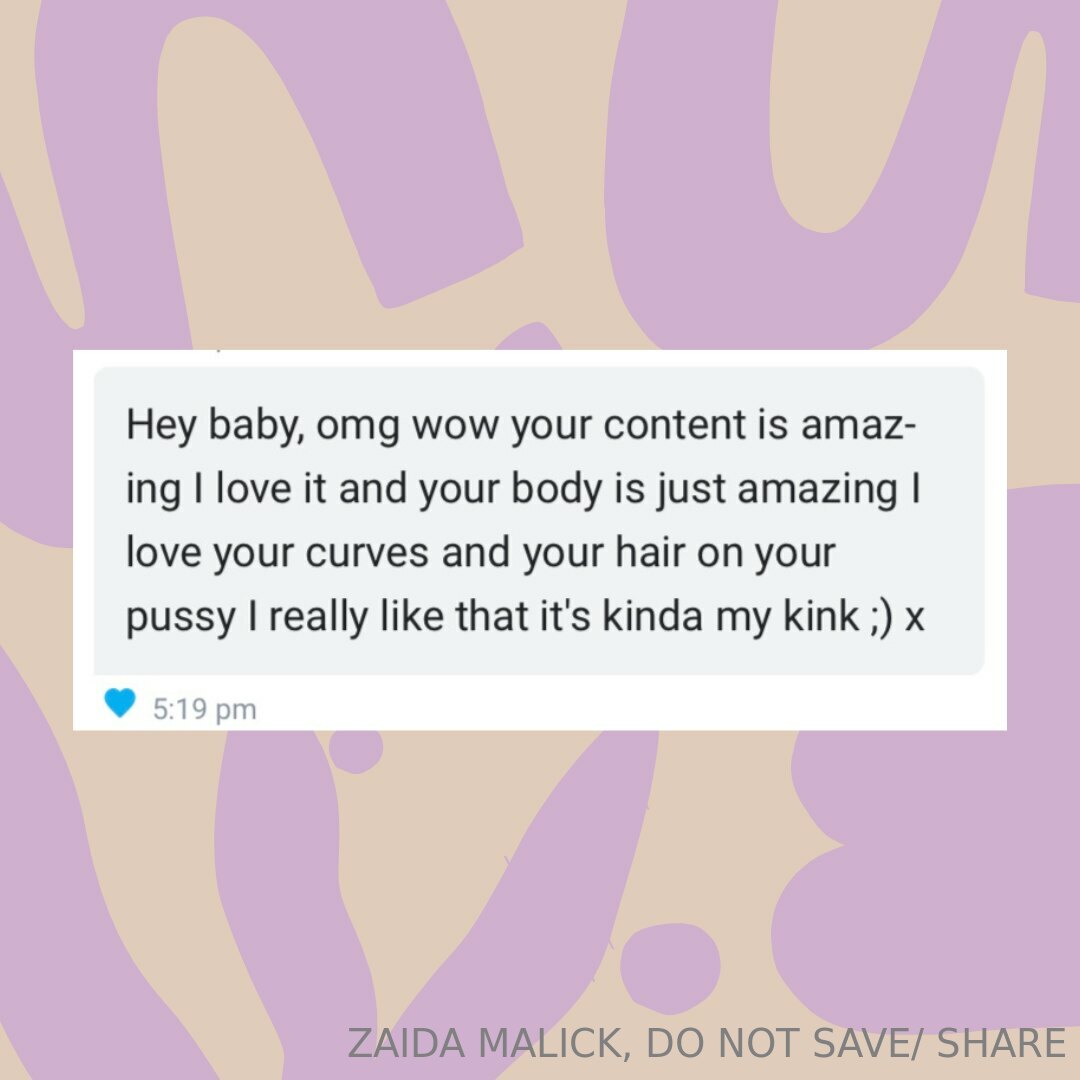 Hey baby, omg wow your content is amaz-
ing I love it and your body is just amazing I
love your curves and your hair on your
pussy I really like that it's kinda my kink ;) x
5:19 pm
ZAIDA MALICK, DO NOT SAVE/ SHARE